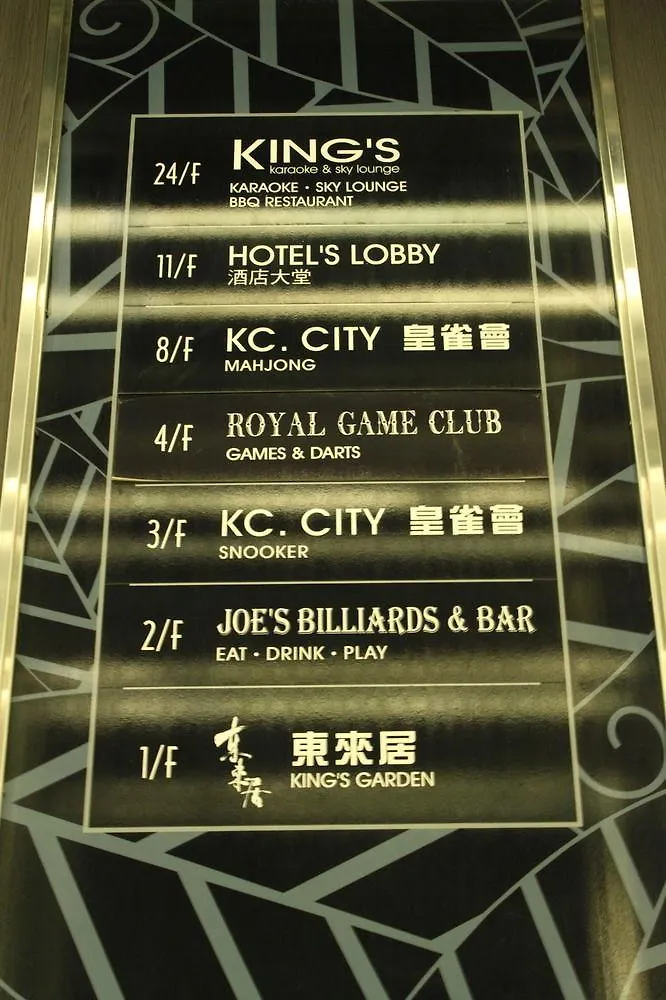 24/F KING'S
karaoke & sky lounge
KARAOKE • SKY LOUNGE
BBQ RESTAURANT
11/F HOTEL'S LOBBY
酒店大堂
8/F KC. CITY 皇雀會
MAHJONG
4/F ROYAL GAME CLUB
GAMES & DARTS
3/F KC. CITY 皇雀會
SNOOKER
2/F JOE'S BILLIARDS & BAR
EAT • DRINK • PLAY
1/F 東來居 東來居
KING'S GARDEN